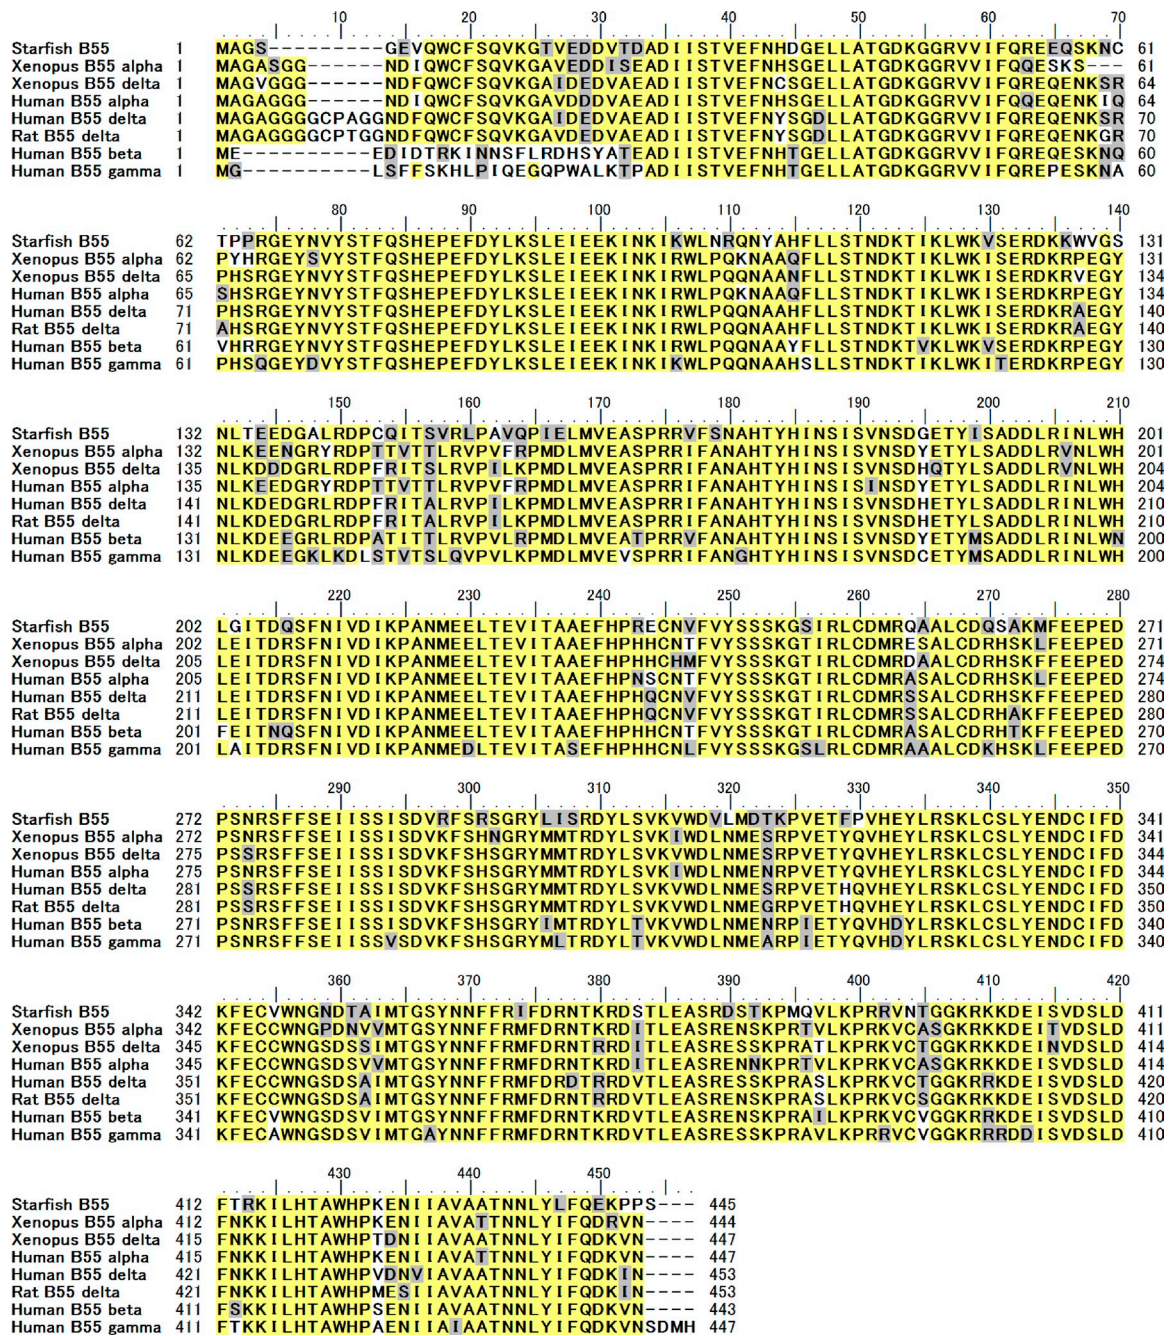 10 20 30 40 50 60 70
Starfish B55 1 MAGS---------GEVQWCFSQVKGTVEDDVTDADIISTVEFNHDGELLATGDKGGRVVIFQREEQSKNC 61
Xenopus B55 alpha 1 MAGASGG------NDIQWCFSQVKGAVEDDISEADIISTVEFNHSGELLATGDKGGRVVIFQQESKS--- 61
Xenopus B55 delta 1 MAGVGGG------NDFQWCFSQVKGAIDEDVAEADIISTVEFNCSGELLATGDKGGRVVIFQREQENKSR 64
Human B55 alpha 1 MAGAGGG------NDIQWCFSQVKGAVDDDVAEADIISTVEFNHSGELLATGDKGGRVVIFQQEQENKIQ 64
Human B55 delta 1 MAGAGGGGCPAGGNDFQWCFSQVKGAIDEDVAEADIISTVEFNYSGDLLATGDKGGRVVIFQREQENKSR 70
Rat B55 delta 1 MAGAGGGGCPTGGNDFQWCFSQVKGAVDEDVAEADIISTVEFNYSGDLLATGDKGGRVVIFQREQENKGR 70
Human B55 beta 1 ME----------EDIDTRKINNSFLRDHSYATEADIISTVEFNHTGELLATGDKGGRVVIFQREQESKNQ 60
Human B55 gamma 1 MG----------LSFFSKHLPIQEGQPWALKTPADIISTVEFNHTGELLATGDKGGRVVIFQREPESKNA 60
80 90 100 110 120 130 140
Starfish B55 62 TPPRGEYNVYSTFQSHEPEFDYLKSLEIEEKINKIKWLNRQNYAHFLLSTNDKTIKLWKVSERDKKWVGS 131
Xenopus B55 alpha 62 PYHRGEYSVYSTFQSHEPEFDYLKSLEIEEKINKIRWLPQKNAAQFLLSTNDKTIKLWKISERDKRPEGY 131
Xenopus B55 delta 65 PHSRGEYNVYSTFQSHEPEFDYLKSLEIEEKINKIRWLPQQNAANFLLSTNDKTIKLWKISERDKRVEGY 134
Human B55 alpha 65 SHSRGEYNVYSTFQSHEPEFDYLKSLEIEEKINKIRWLPQKNAAQFLLSTNDKTIKLWKISERDKRPEGY 134
Human B55 delta 71 PHSRGEYNVYSTFQSHEPEFDYLKSLEIEEKINKIRWLPQQNAAHFLLSTNDKTIKLWKISERDKRAEGY 140
Rat B55 delta 71 AHSRGEYNVYSTFQSHEPEFDYLKSLEIEEKINKIRWLPQQNAAHFLLSTNDKTIKLWKISERDKRAEGY 140
Human B55 beta 61 VHRRGEYNVYSTFQSHEPEFDYLKSLEIEEKINKIRWLPQQNAAYFLLSTNDKTVKLWKVSERDKRPEGY 130
Human B55 gamma 61 PHSQGEYDVYSTFQSHEPEFDYLKSLEIEEKINKIKWLPQQNAAHSLLSTNDKTIKLWKITERDKRPEGY 130
150 160 170 180 190 200 210
Starfish B55 132 NLTEEDGALRDPCQITSVRLPAVQPIELMVEASPRRVFSNAHTYHINSISVNSDGETYISADDLRINLWH 201
Xenopus B55 alpha 132 NLKEENGRYRDPTTVTTLRVPVFRPMDLMVEASPRRIFANAHTYHINSISVNSDYETYLSADDLRINLWH 201
Xenopus B55 delta 135 NLKDDDGRLRDPFRITSLRVPILKPMDLMVEASPRRIFANAHTYHINSISVNSDHQTYLSADDLRVNLWH 204
Human B55 alpha 135 NLKEEDGRYRDPTTVTTLRVPVFRPMDLMVEASPRRIFANAHTYHINSISINSDYETYLSADDLRINLWH 204
Human B55 delta 141 NLKDEDGRLRDPFRITALRVPILKPMDLMVEASPRRIFANAHTYHINSISVNSDHETYLSADDLRINLWH 210
Rat B55 delta 141 NLKDEDGRLRDPFRITALRVPILKPMDLMVEASPRRIFANAHTYHINSISVNSDHETYLSADDLRINLWH 210
Human B55 beta 131 NLKDEEGRLRDPATITTLRVPVLRPMDLMVEATPRRVFANAHTYHINSISVNSDYETYMSADDLRINLWN 200
Human B55 gamma 131 NLKDEEGKLKDLSTVTSLQVPVLKPMDLMVEVSPRRIFANGHTYHINSISVNSDCETYMSADDLRINLWH 200
220 230 240 250 260 270 280
Starfish B55 202 LGITDQSFNIVDIKPANMEELTEVITAAEFHPRECNVFVYSSSKGSIRLCDMRQAALCDQSAKMFEEPED 271
Xenopus B55 alpha 202 LEITDRSFNIVDIKPANMEELTEVITAAEFHPHHCNTFVYSSSKGTIRLCDMRESALCDRHSKLFEEPED 271
Xenopus B55 delta 205 LEITDRSFNIVDIKPANMEELTEVITAAEFHPHHCHMFVYSSSKGTIRLCDMRDAALCDRHSKFFEEPED 274
Human B55 alpha 205 LEITDRSFNIVDIKPANMEELTEVITAAEFHPNSCNTFVYSSSKGTIRLCDMRASALCDRHSKLFEEPED 274
Human B55 delta 211 LEITDRSFNIVDIKPANMEELTEVITAAEFHPHQCNVFVYSSSKGTIRLCDMRSSALCDRHSKFFEEPED 280
Rat B55 delta 211 LEITDRSFNIVDIKPANMEELTEVITAAEFHPHQCNVFVYSSSKGTIRLCDMRSSALCDRHAKFFEEPED 280
Human B55 beta 201 FEITNQSFNIVDIKPANMEELTEVITAAEFHPHHCNTFVYSSSKGTIRLCDMRASALCDRHTKFFEEPED 270
Human B55 gamma 201 LAITDRSFNIVDIKPANMEDLTEVITASEFHPHHCNLFVYSSSKGSLRLCDMRAAALCDKHSKLFEEPED 270
290 300 310 320 330 340 350
Starfish B55 272 PSNRSFFSEIISSISDVRFSRSGRYLISRDYLSVKVWDVLMDTKPVETFPVHEYLRSKLCSLYENDCIFD 341
Xenopus B55 alpha 272 PSNRSFFSEIISSISDVKFSHNGRYMMTRDYLSVKIWDLNMESRPVETYQVHEYLRSKLCSLYENDCIFD 341
Xenopus B55 delta 275 PSSRSFFSEIISSISDVKFSHSGRYMMTRDYLSVKVWDLNMESRPVETYQVHEYLRSKLCSLYENDCIFD 344
Human B55 alpha 275 PSNRSFFSEIISSISDVKFSHSGRYMMTRDYLSVKIWDLNMENRPVETYQVHEYLRSKLCSLYENDCIFD 344
Human B55 delta 281 PSSRSFFSEIISSISDVKFSHSGRYMMTRDYLSVKVWDLNMESRPVETHQVHEYLRSKLCSLYENDCIFD 350
Rat B55 delta 281 PSSRSFFSEIISSISDVKFSHSGRYMMTRDYLSVKVWDLNMEGRPVETHQVHEYLRSKLCSLYENDCIFD 350
Human B55 beta 271 PSNRSFFSEIISSISDVKFSHSGRYIMTRDYLTVKVWDLNMENRPIETYQVHDYLRSKLCSLYENDCIFD 340
Human B55 gamma 271 PSNRSFFSEIISSVSDVKFSHSGRYMLTRDYLTVKVWDLNMEARPIETYQVHDYLRSKLCSLYENDCIFD 340
360 370 380 390 400 410 420
Starfish B55 342 KFECVWNGNDTAIMTGSYNNFFRIFDRNTKRDSTLEASRDSTKPMQVLKPRRVNTGGKRKKDEISVDSLD 411
Xenopus B55 alpha 342 KFECCWNGPDNVVMTGSYNNFFRMFDRNTKRDITLEASRENSKPRTVLKPRKVCASGKRKKDEISVDSLD 411
Xenopus B55 delta 345 KFECCWNGSDSSIMTGSYNNFFRMFDRNTRRDITLEASRESSKPRATLKPRKVCTGGKRKKDEINVDSLD 414
Human B55 alpha 345 KFECCWNGSDSVVMTGSYNNFFRMFDRNTKRDITLEASRENNKPRTVLKPRKVCASGKRKKDEISVDSLD 414
Human B55 delta 351 KFECCWNGSDSAIMTGSYNNFFRMFDRDTRRDVTLEASRESSKPRASLKPRKVCTGGKRRKDEISVDSLD 420
Rat B55 delta 351 KFECCWNGSDSAIMTGSYNNFFRMFDRNTRRDVTLEASRESSKPRASLKPRKVCSGGKRKKDEISVDSLD 420
Human B55 beta 341 KFECVWNGSDSVIMTGSYNNFFRMFDRNTKRDVTLEASRENSKPRAILKPRKVCVGGKRRKDEISVDSLD 410
Human B55 gamma 341 KFECAWNGSDSVIMTGAYNNFFRMFDRNTKRDVTLEASRESSKPRAVLKPRRVCVGGKRRRDDISVDSLD 410
430 440 450
Starfish B55 412 FTRKILHTAWHPKENIIAVAATNNLYLFQEKPPS--- 445
Xenopus B55 alpha 412 FNKKILHTAWHPKENIIAVATTNNLYIFQDRVN---- 444
Xenopus B55 delta 415 FNKKILHTAWHPTDNIIAVAATNNLYIFQDKVN---- 447
Human B55 alpha 415 FNKKILHTAWHPKENIIAVATTNNLYIFQDKVN---- 447
Human B55 delta 421 FNKKILHTAWHPVDNVIAVAATNNLYIFQDKIN---- 453
Rat B55 delta 421 FNKKILHTAWHPMESIIAVAATNNLYIFQDKIN---- 453
Human B55 beta 411 FSKKILHTAWHPSENIIAVAATNNLYIFQDKVN---- 443
Human B55 gamma 411 FTKKILHTAWHPAENIIAIAATNNLYIFQDKVNSDMH 447